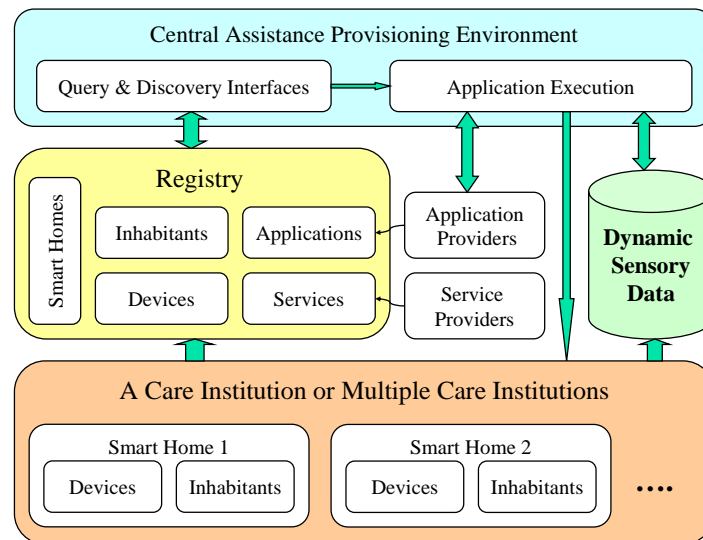 Central Assistance Provisioning Environment
Query & Discovery Interfaces
Application Execution
Registry
Smart Homes
Inhabitants
Applications
Devices
Services
Application
Providers
Service
Providers
Dynamic
Sensory
Data
A Care Institution or Multiple Care Institutions
Smart Home 1
Devices
Inhabitants
Smart Home 2
Devices
Inhabitants
....